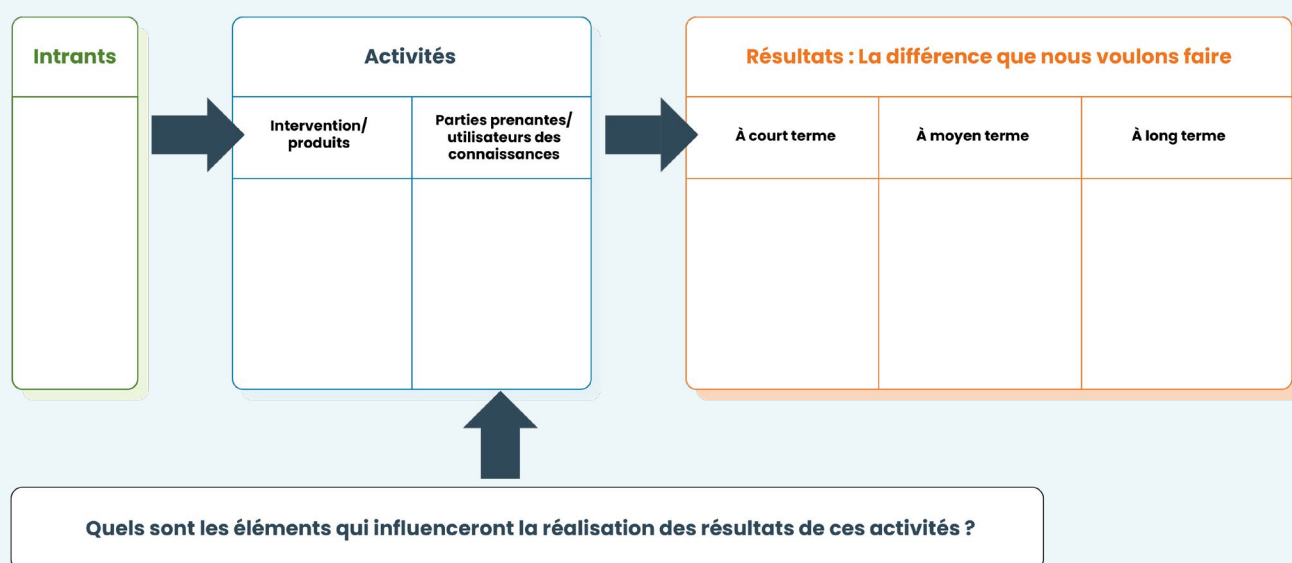 Intrants
Activités
Résultats : La différence que nous voulons faire
Intervention/
produits
Parties prenantes/
utilisateurs des
connaissances
À court terme
À moyen terme
À long terme
Quels sont les éléments qui influenceront la réalisation des résultats de ces activités ?